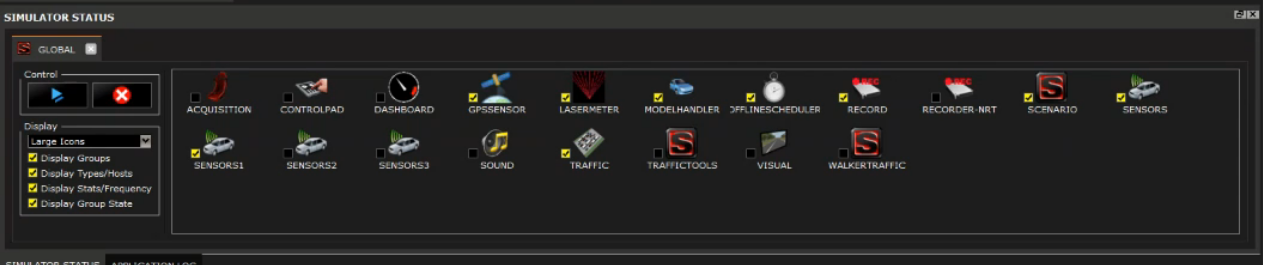 SIMULATOR STATUS
GLOBAL
Control
Display
Large Icons
Display Groups
Display Types/Hosts
Display Stats/Frequency
Display Group State
ACQUISITION CONTROLPAD DASHBOARD GPSSENSOR LASERMETER MODELHANDLER OFFLINESCHEDULER RECORD RECORDER-NRT SCENARIO SENSORS
SENSORS1 SENSORS2 SENSORS3 SOUND TRAFFIC TRAFFICTOOLS VISUAL WALKERTRAFFIC
SIMULATOR STATUS APPLICATION LOG